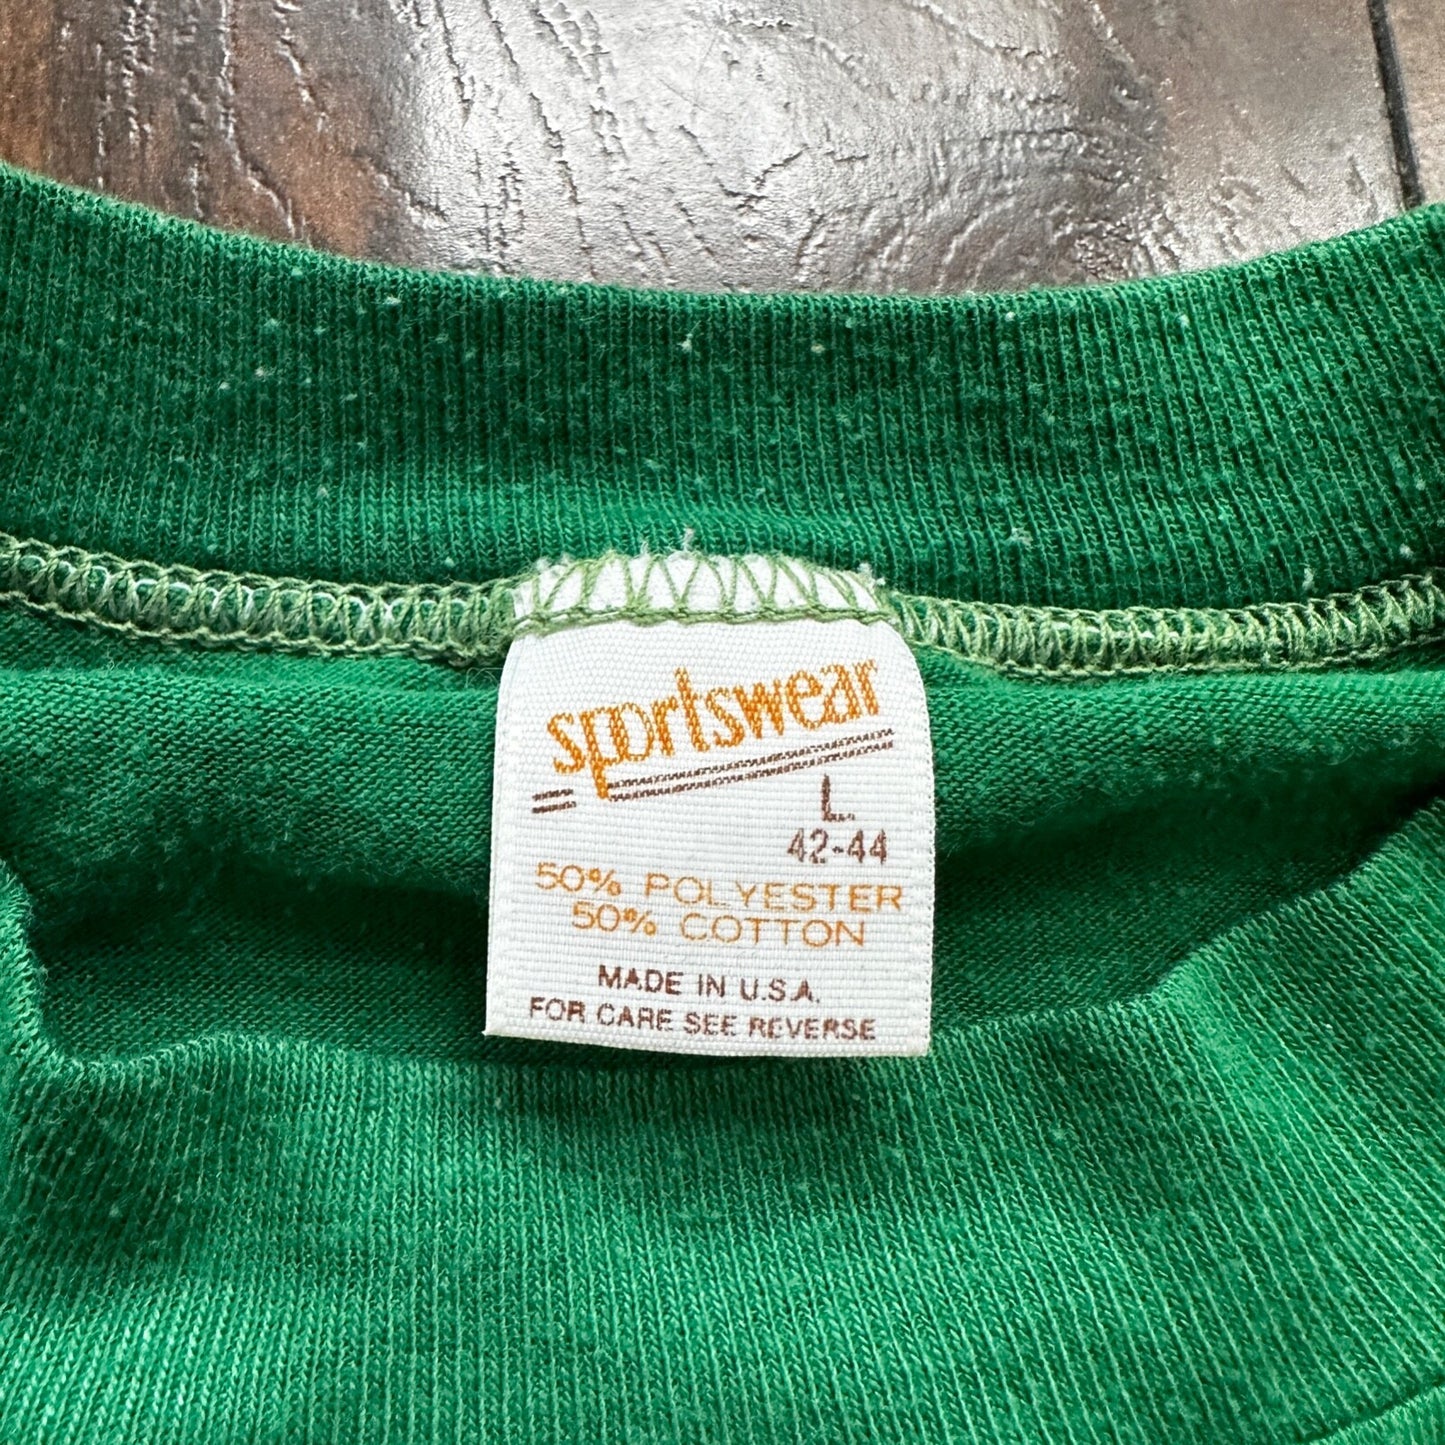 sportswear
L
42-44
50% POLYESTER
50% COTTON
MADE IN U.S.A.
FOR CARE SEE REVERSE